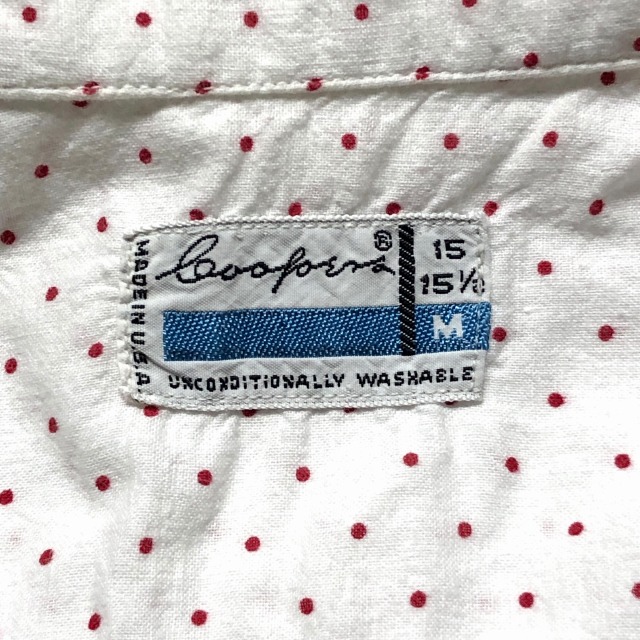 Coopers®
MADE IN U.S.A
15
15½
M
UNCONDITIONALLY WASHABLE